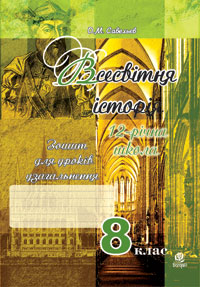 О.М. Савельєв
Всесвітня
історія
12-річна
школа
Зошит
для уроків
узагальнення
8 клас